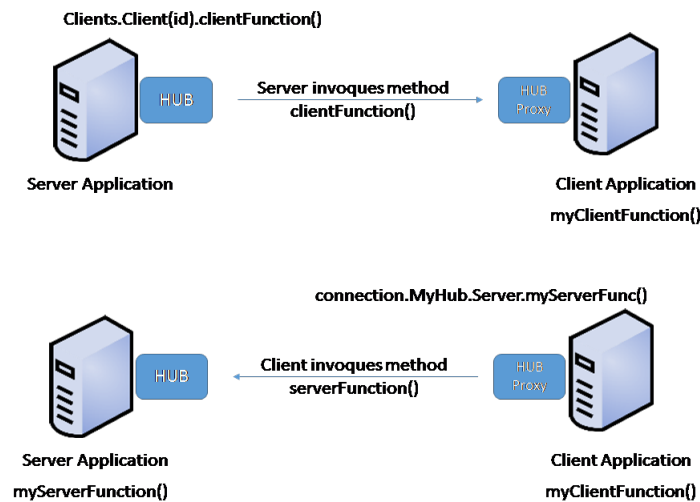 Clients.Client(id).clientFunction()
HUB
Server invoques method
clientFunction()
HUB
Proxy
Server Application
Client Application
myClientFunction()
connection.MyHub.Server.myServerFunc()
HUB
Client invoques method
serverFunction()
HUB
Proxy
Server Application
myServerFunction()
Client Application
myClientFunction()